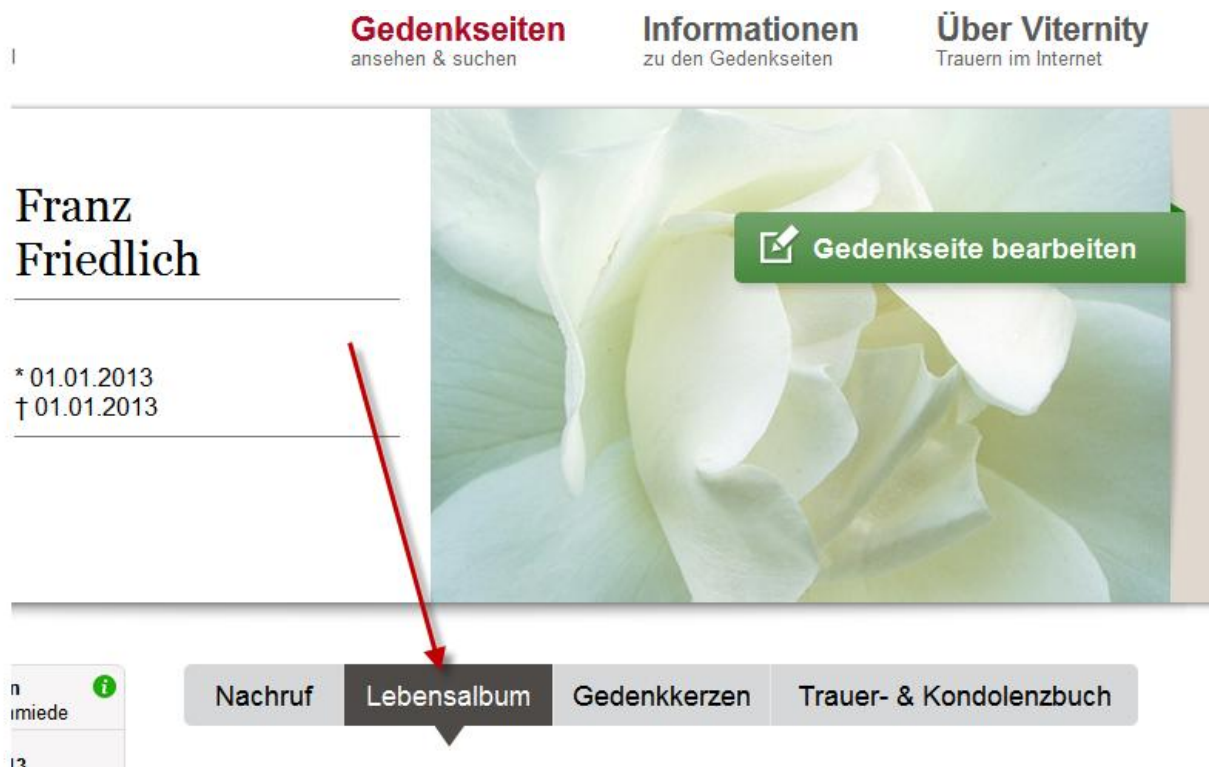 Gedenkseiten
ansehen & suchen
Informationen
zu den Gedenkseiten
Über Viternity
Trauern im Internet
Franz
Friedlich
Gedenkseite bearbeiten
* 01.01.2013
† 01.01.2013
Nachruf
Lebensalbum
Gedenkkerzen
Trauer- & Kondolenzbuch